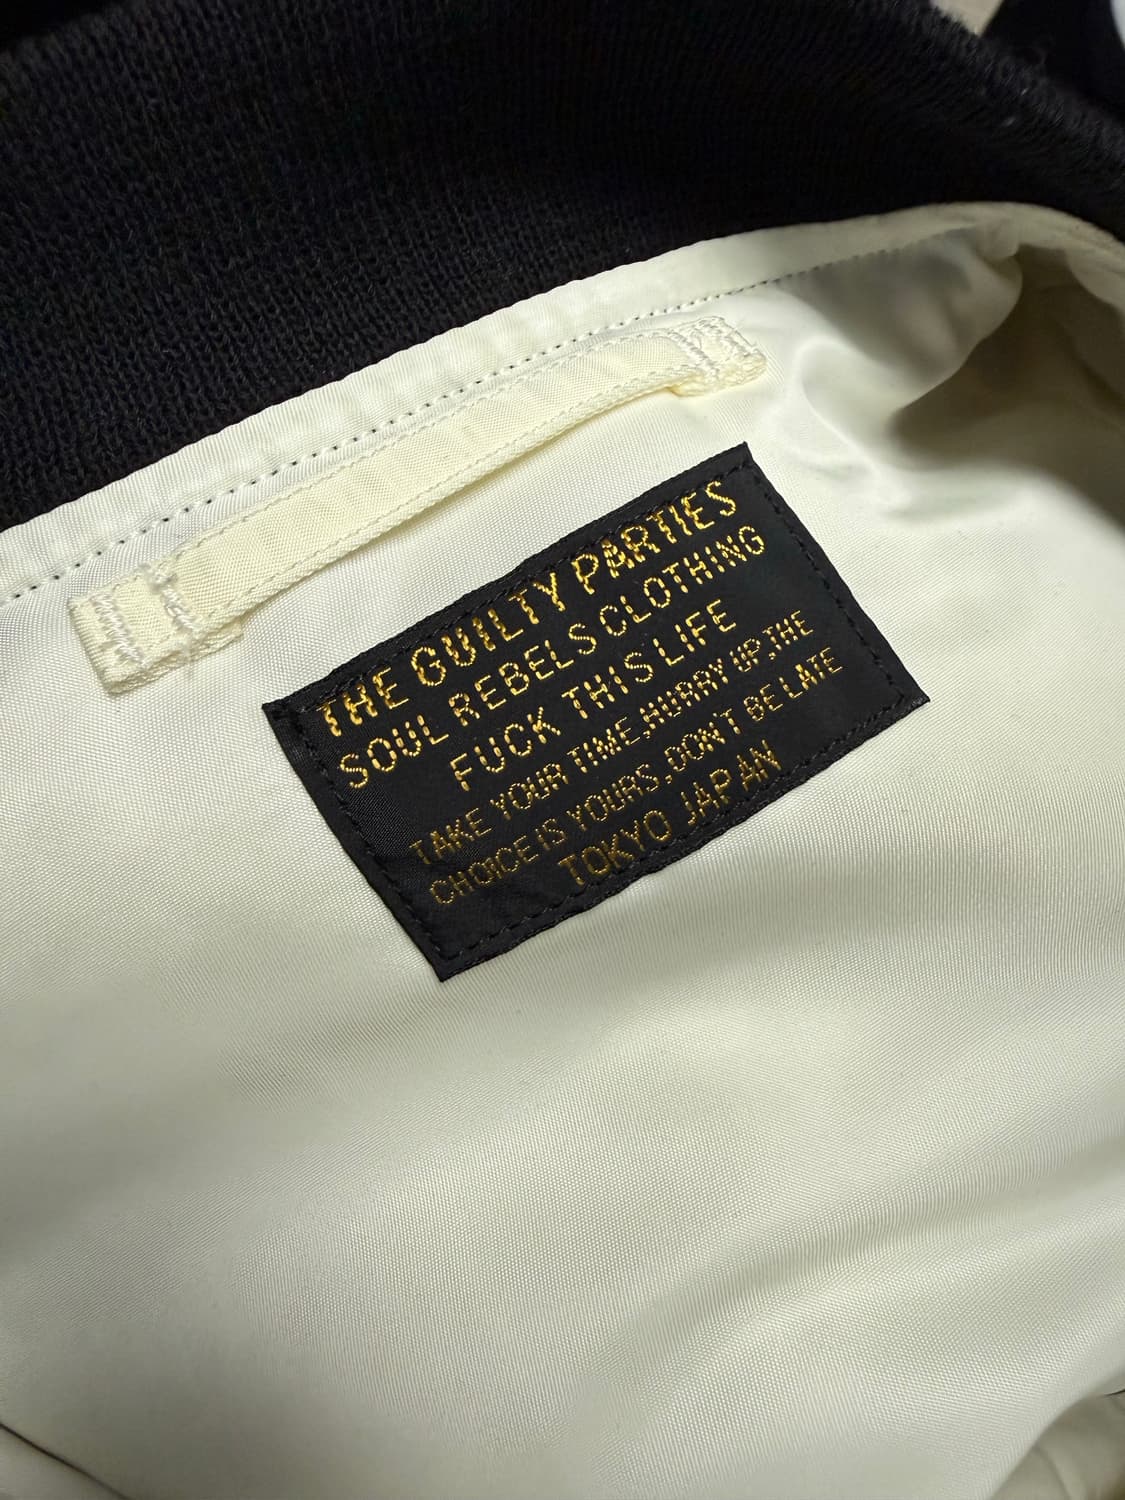 THE GUILTY PARTIES
SOUL REBELS CLOTHING
FUCK THIS LIFE
TAKE YOUR TIME,HURRY UP,THE
CHOICE IS YOURS,DON'T BE LATE
TOKYO JAPAN